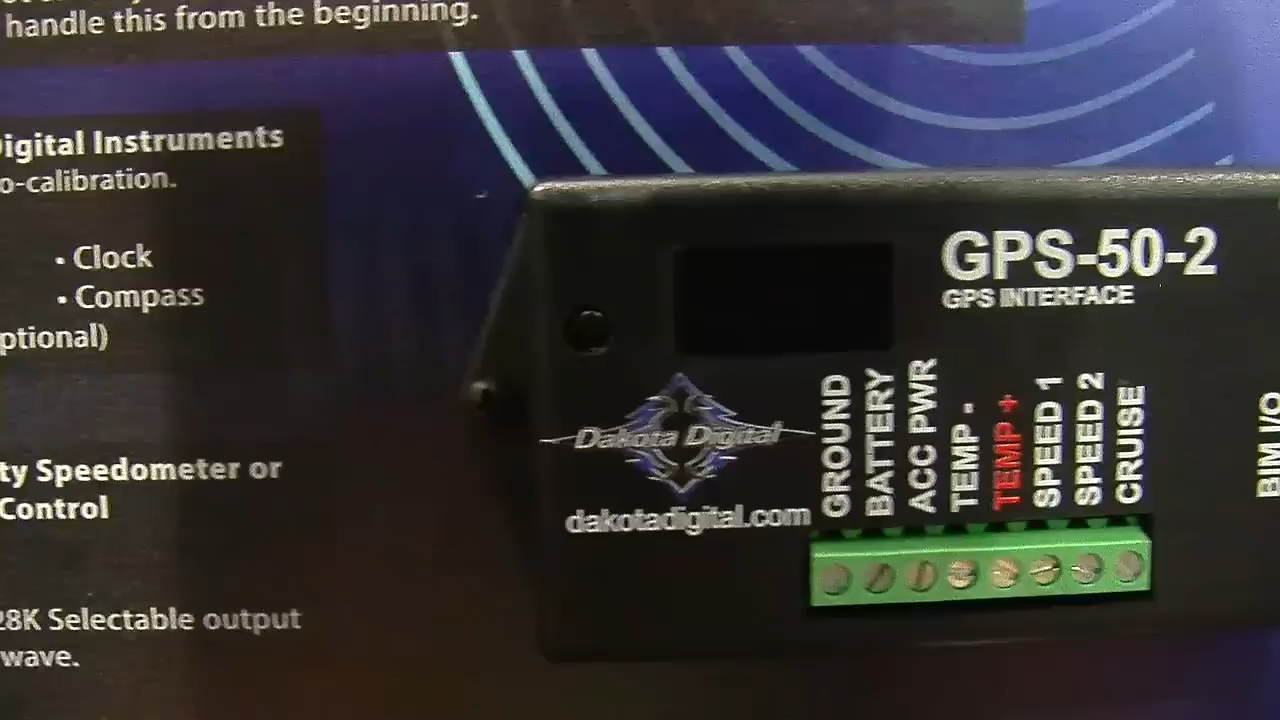 handle this from the beginning.
igital Instruments
o-calibration.
• Clock
• Compass
ptional)
ty Speedometer or
Control
28K Selectable output
wave.
GPS-50-2
GPS INTERFACE
Dakota Digital
dakotadigital.com
GROUND
BATTERY
ACC PWR
TEMP -
TEMP +
SPEED 1
SPEED 2
CRUISE
BIM I/O